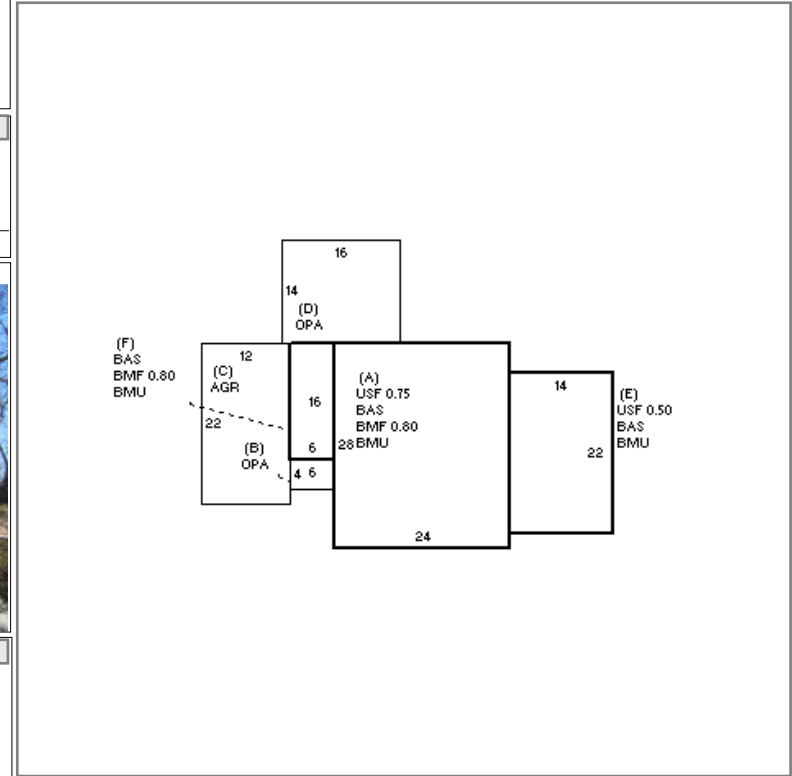 16
14
(D)
OPA
(F)
BAS
BMF 0.80
BMU
12
(C)
AGR
22
(B)
OPA
16
6
4 6
(A)
USF 0.75
BAS
BMF 0.80
28 BMU
24
14
22
(E)
USF 0.50
BAS
BMU